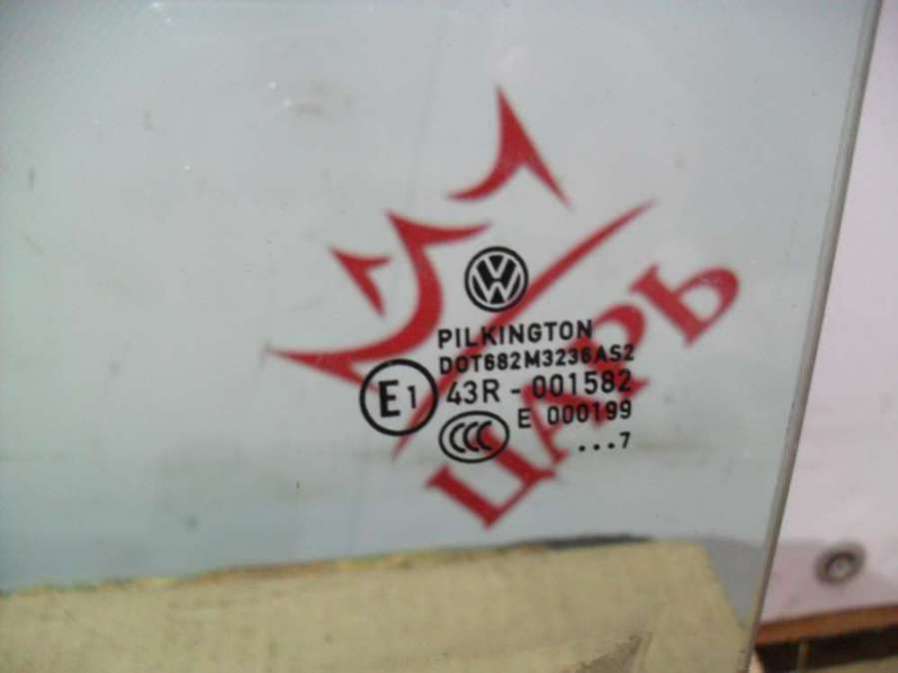 PILKINGTON
DOT682M3236AS2
E1 43R - 001582
CCC E 000199
...7
ЦАРЬ